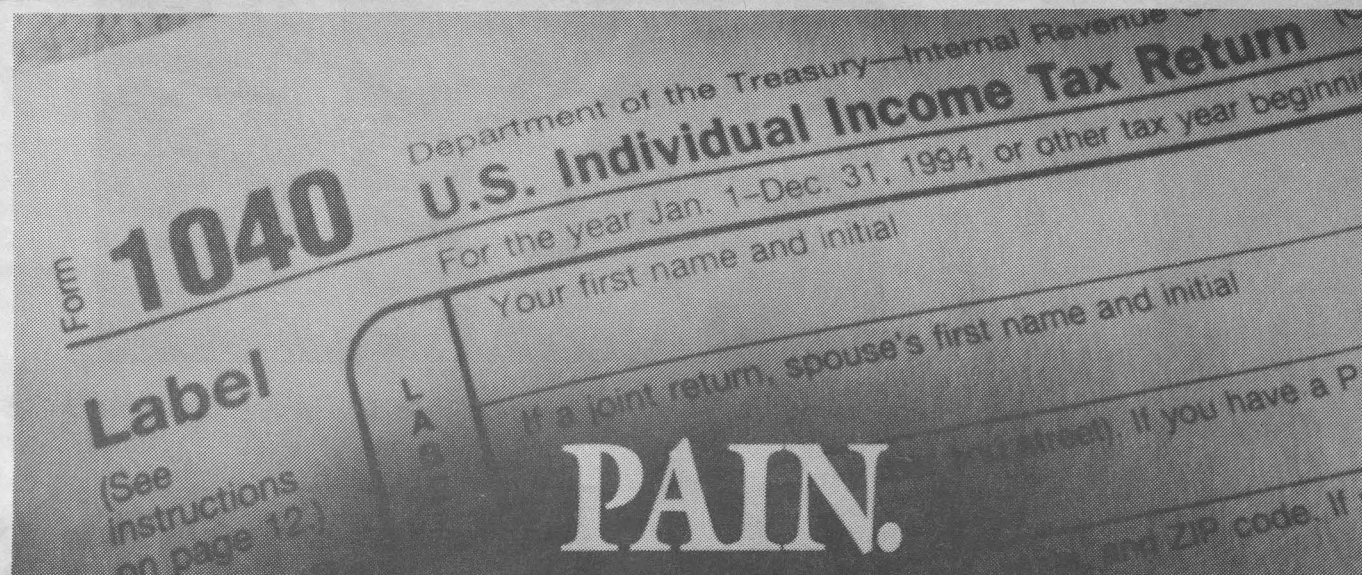 Form
1040
Department of the Treasury—Internal Revenue
U.S. Individual Income Tax Return
For the year Jan. 1–Dec. 31, 1994, or other tax year
Your first name and initial
Label
(See
instructions
on page 12.)
L
A
If a joint return, spouse's first name and initial
street). If you have a P
and ZIP code. If
PAIN.